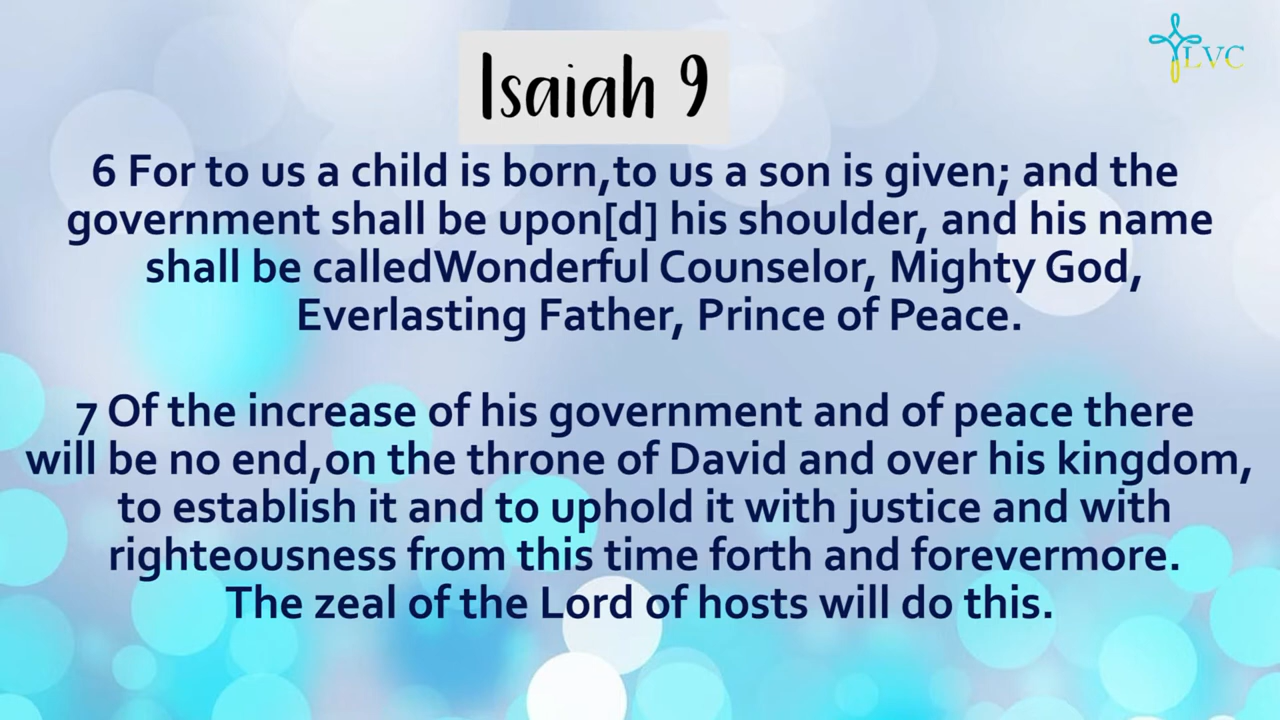 Isaiah 9
LVC
6 For to us a child is born,to us a son is given; and the
government shall be upon[d] his shoulder, and his name
shall be calledWonderful Counselor, Mighty God,
Everlasting Father, Prince of Peace.
7 Of the increase of his government and of peace there
will be no end,on the throne of David and over his kingdom,
to establish it and to uphold it with justice and with
righteousness from this time forth and forevermore.
The zeal of the Lord of hosts will do this.